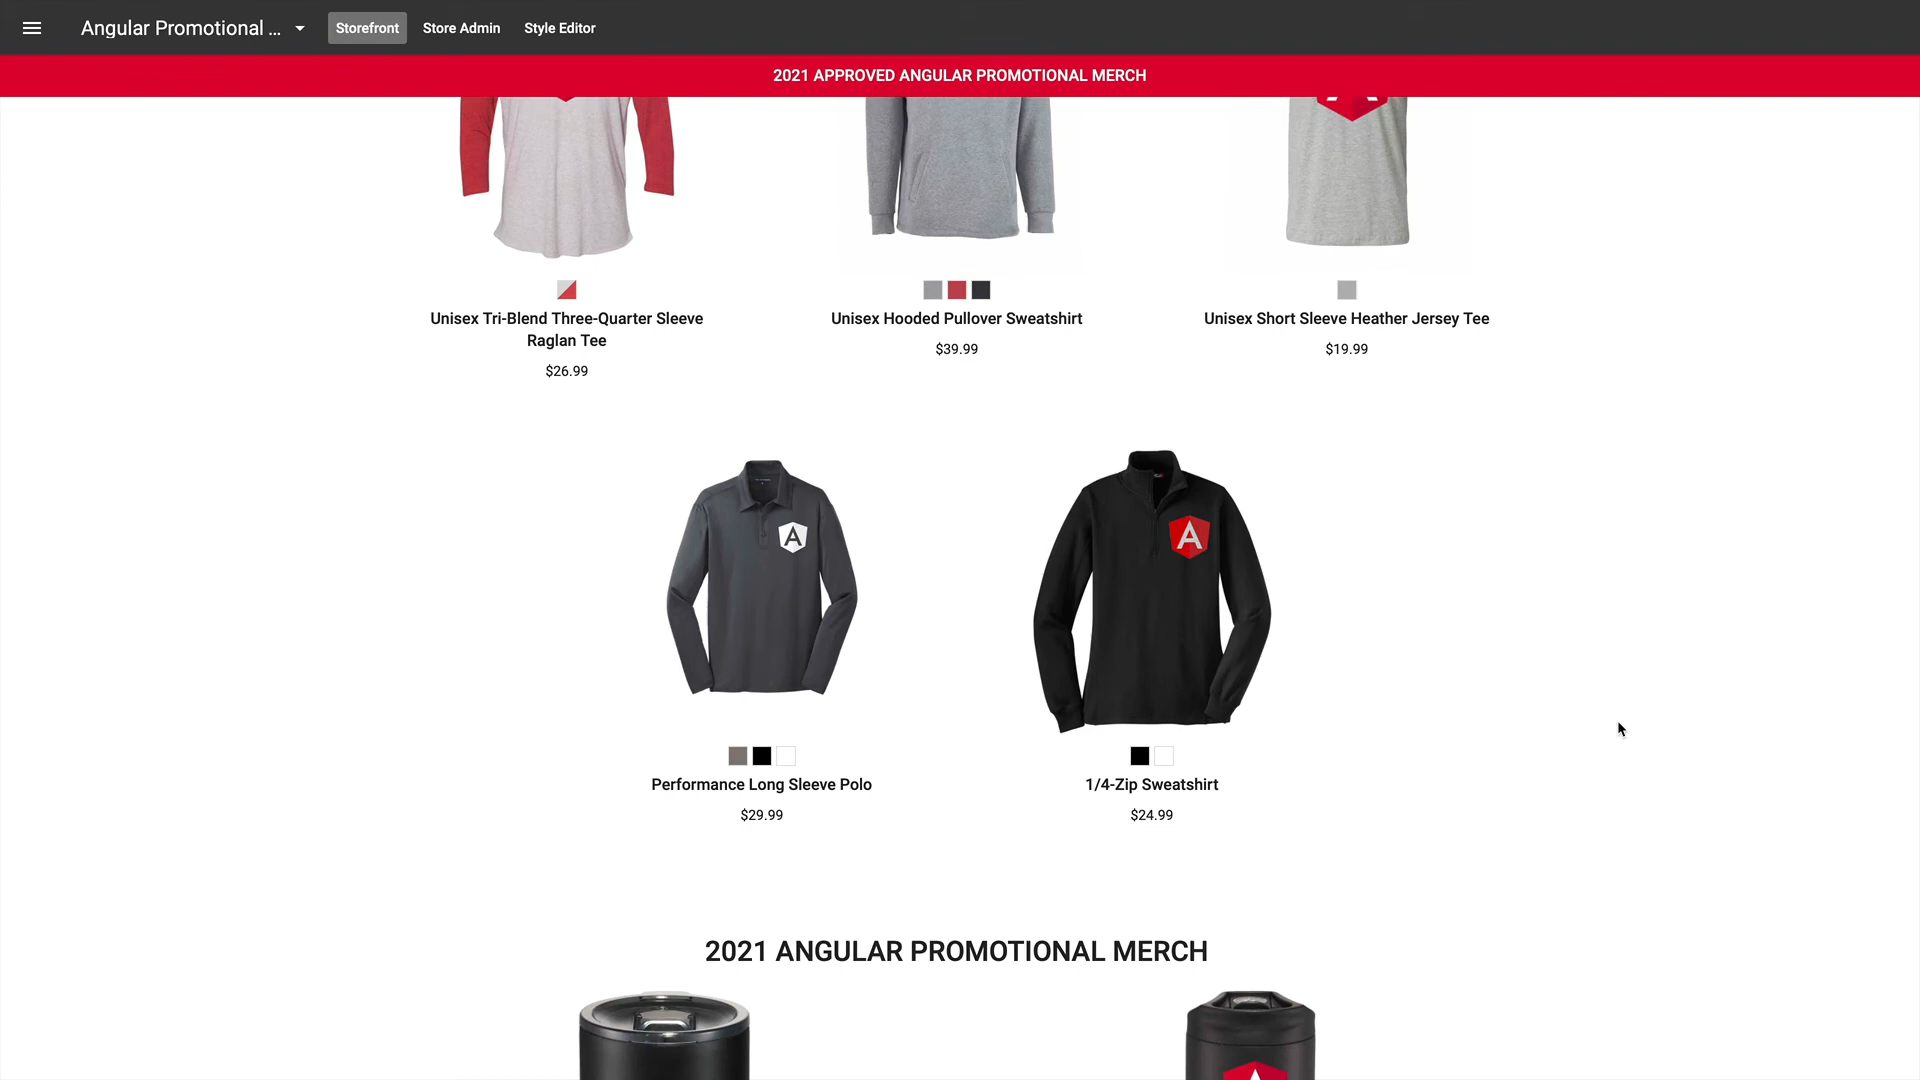 Angular Promotional ...
Storefront
Store Admin
Style Editor
2021 APPROVED ANGULAR PROMOTIONAL MERCH
Unisex Tri-Blend Three-Quarter Sleeve
Raglan Tee
$26.99
Unisex Hooded Pullover Sweatshirt
$39.99
Unisex Short Sleeve Heather Jersey Tee
$19.99
A
A
Performance Long Sleeve Polo
$29.99
1/4-Zip Sweatshirt
$24.99
2021 ANGULAR PROMOTIONAL MERCH